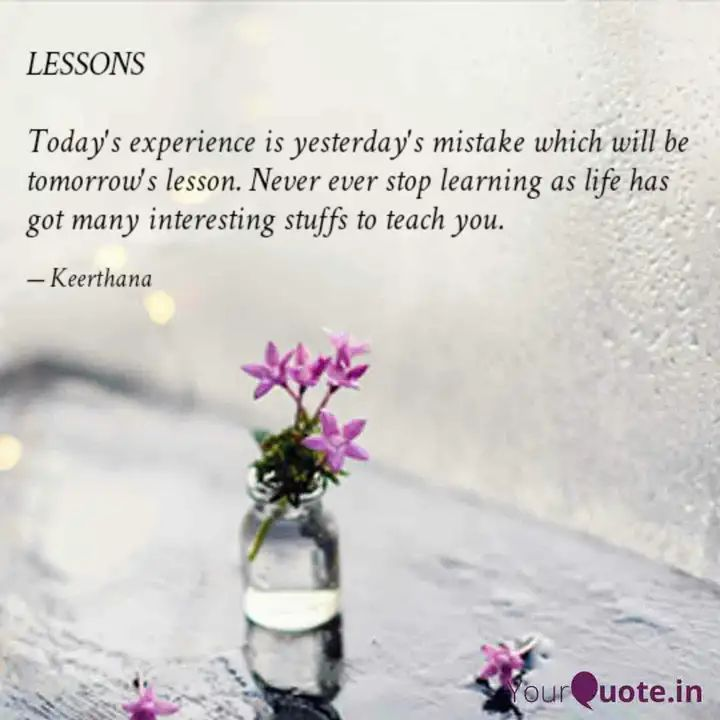 LESSONS
Today's experience is yesterday's mistake which will be
tomorrow's lesson. Never ever stop learning as life has
got many interesting stuffs to teach you.
— Keerthana
YourQuote.in